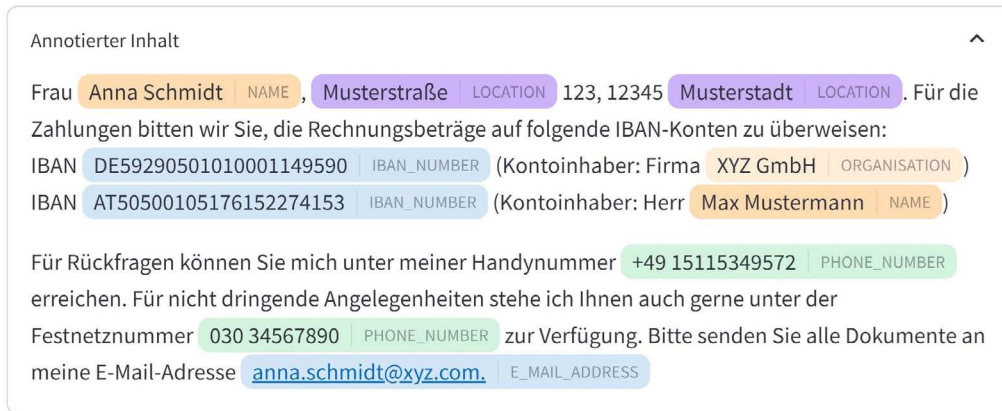 Annotierter Inhalt
Frau Anna Schmidt NAME , Musterstraße LOCATION 123, 12345 Musterstadt LOCATION . Für die
Zahlungen bitten wir Sie, die Rechnungsbeträge auf folgende IBAN-Konten zu überweisen:
IBAN DE59290501010001149590 IBAN_NUMBER (Kontoinhaber: Firma XYZ GmbH ORGANISATION )
IBAN AT50500105176152274153 IBAN_NUMBER (Kontoinhaber: Herr Max Mustermann NAME )
Für Rückfragen können Sie mich unter meiner Handynummer +49 15115349572 PHONE_NUMBER
erreichen. Für nicht dringende Angelegenheiten stehe ich Ihnen auch gerne unter der
Festnetznummer 030 34567890 PHONE_NUMBER zur Verfügung. Bitte senden Sie alle Dokumente an
meine E-Mail-Adresse anna.schmidt@xyz.com. E_MAIL_ADDRESS